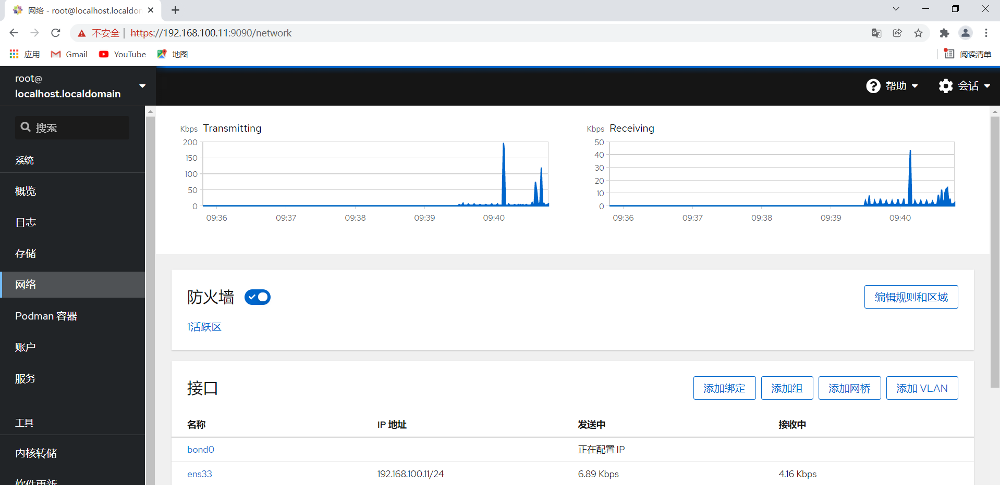 网络 - root@localhost.localdon
不安全 | https://192.168.100.11:9090/network
应用 Gmail YouTube 地图 阅读清单
root@
localhost.localdomain
帮助 会话
搜索
系统
概览
日志
存储
网络
Podman 容器
账户
服务
工具
内核转储
软件更新
Kbps Transmitting
200
150
100
50
0
09:36 09:37 09:38 09:39 09:40
Kbps Receiving
50
40
30
20
10
0
09:36 09:37 09:38 09:39 09:40
防火墙 编辑规则和区域
1活跃区
接口 添加绑定 添加组 添加网桥 添加 VLAN
名称 IP 地址 发送中 接收中
bond0 正在配置 IP
ens33 192.168.100.11/24 6.89 Kbps 4.16 Kbps